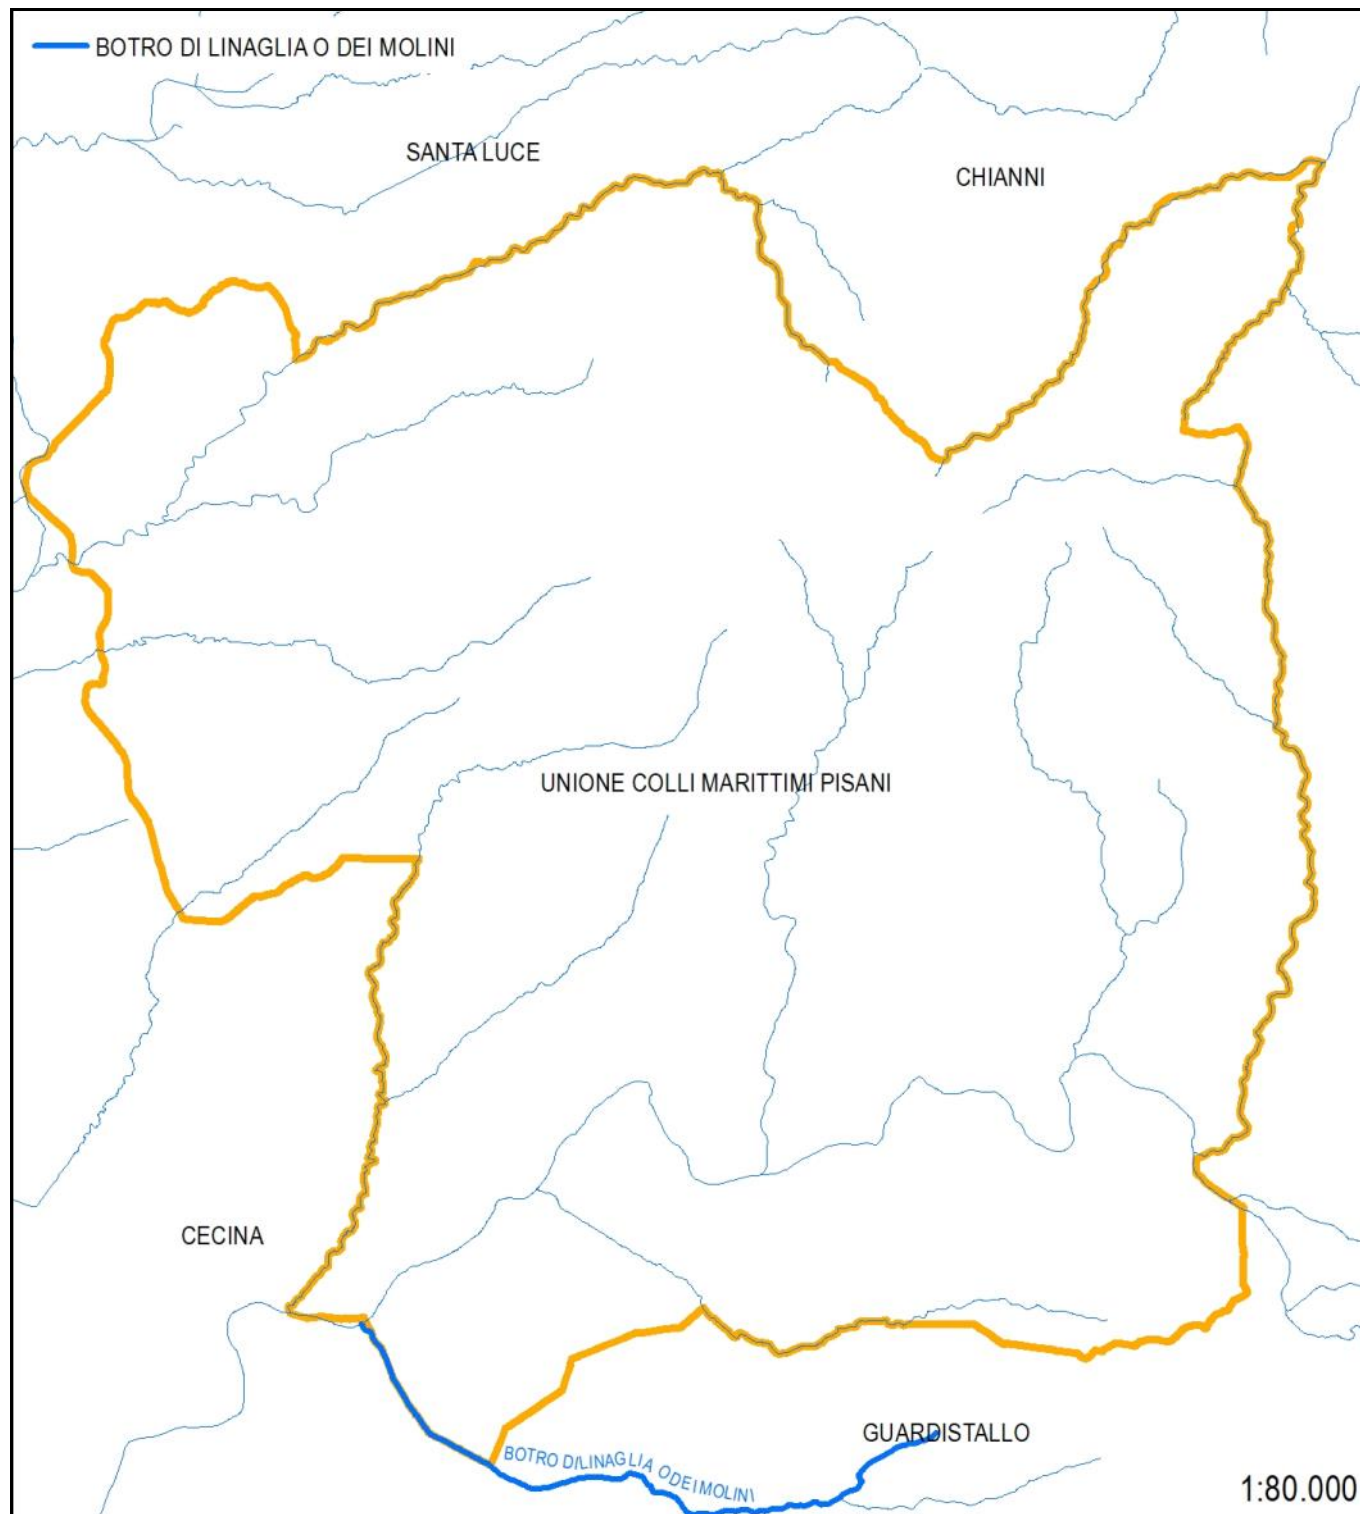 BOTRO DI LINAGLIA O DEI MOLINI
SANTA LUCE
CHIANNI
UNIONE COLLI MARITTIMI PISANI
CECINA
GUARDISTALLO
BOTRO DI LINAGLIA O DEI MOLINI
1:80.000